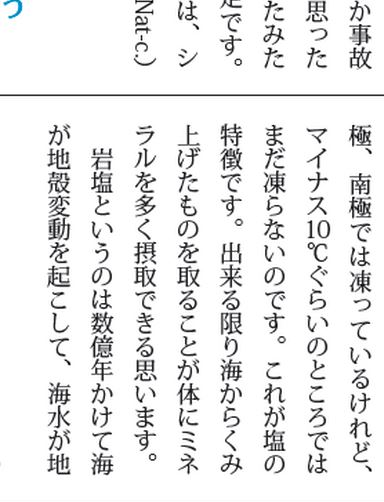 か事故
思った
たみた
定です。
は、シ
Nat-c.）
う
極、南極では凍っているけれど、
マイナス10℃ぐらいのところでは
まだ凍らないのです。これが塩の
特徴です。出来る限り海からくみ
上げたものを取ることが体にミネ
ラルを多く摂取できる思います。
岩塩というのは数億年かけて海
が地殻変動を起こして、海水が地